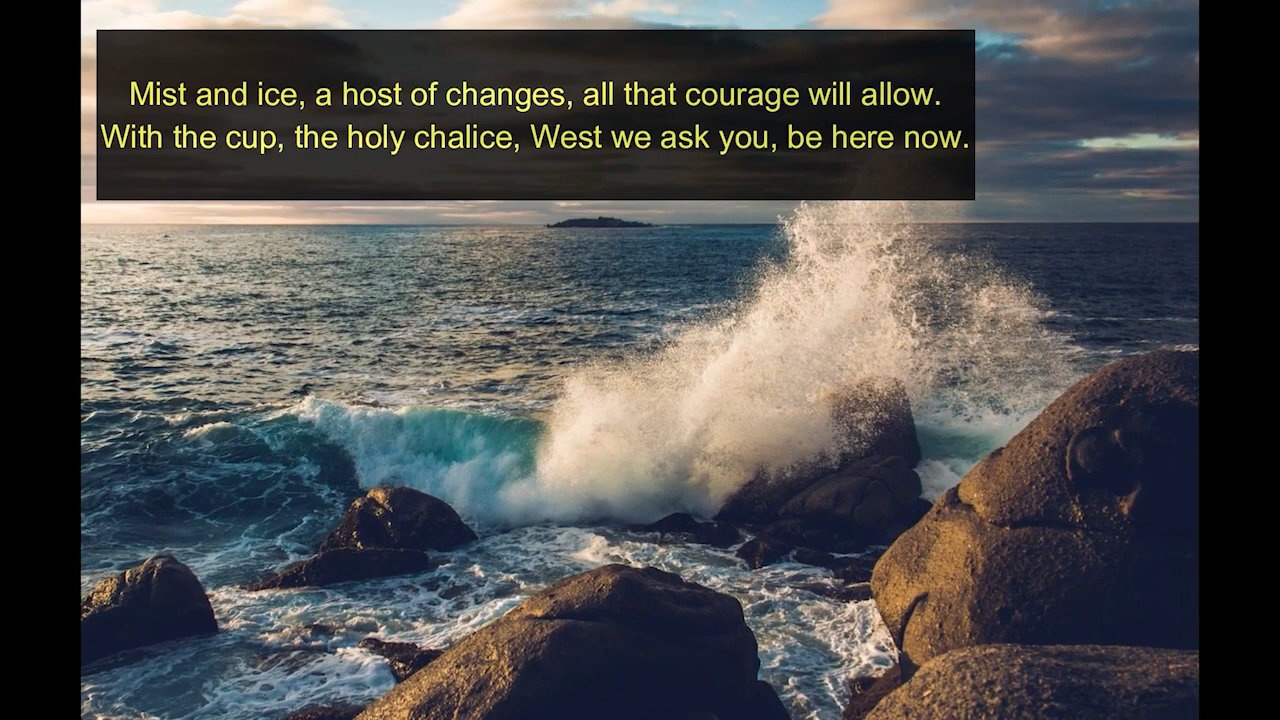 Mist and ice, a host of changes, all that courage will allow.
With the cup, the holy chalice, West we ask you, be here now.